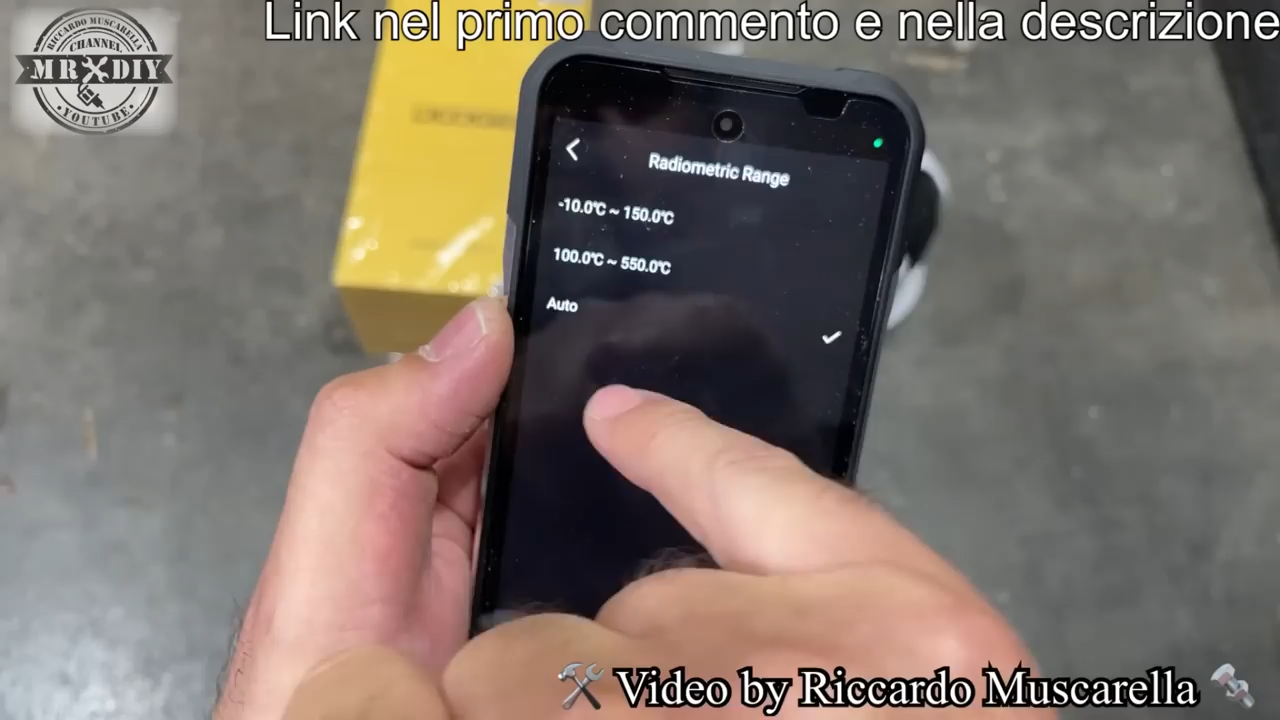 Link nel primo commento e nella descrizione
RICCARDO MUSCARELLA
CHANNEL
MR DIY
YOUTUBE
Radiometric Range
-10.0℃ ~ 150.0℃
100.0℃ ~ 550.0℃
Auto
Video by Riccardo Muscarella